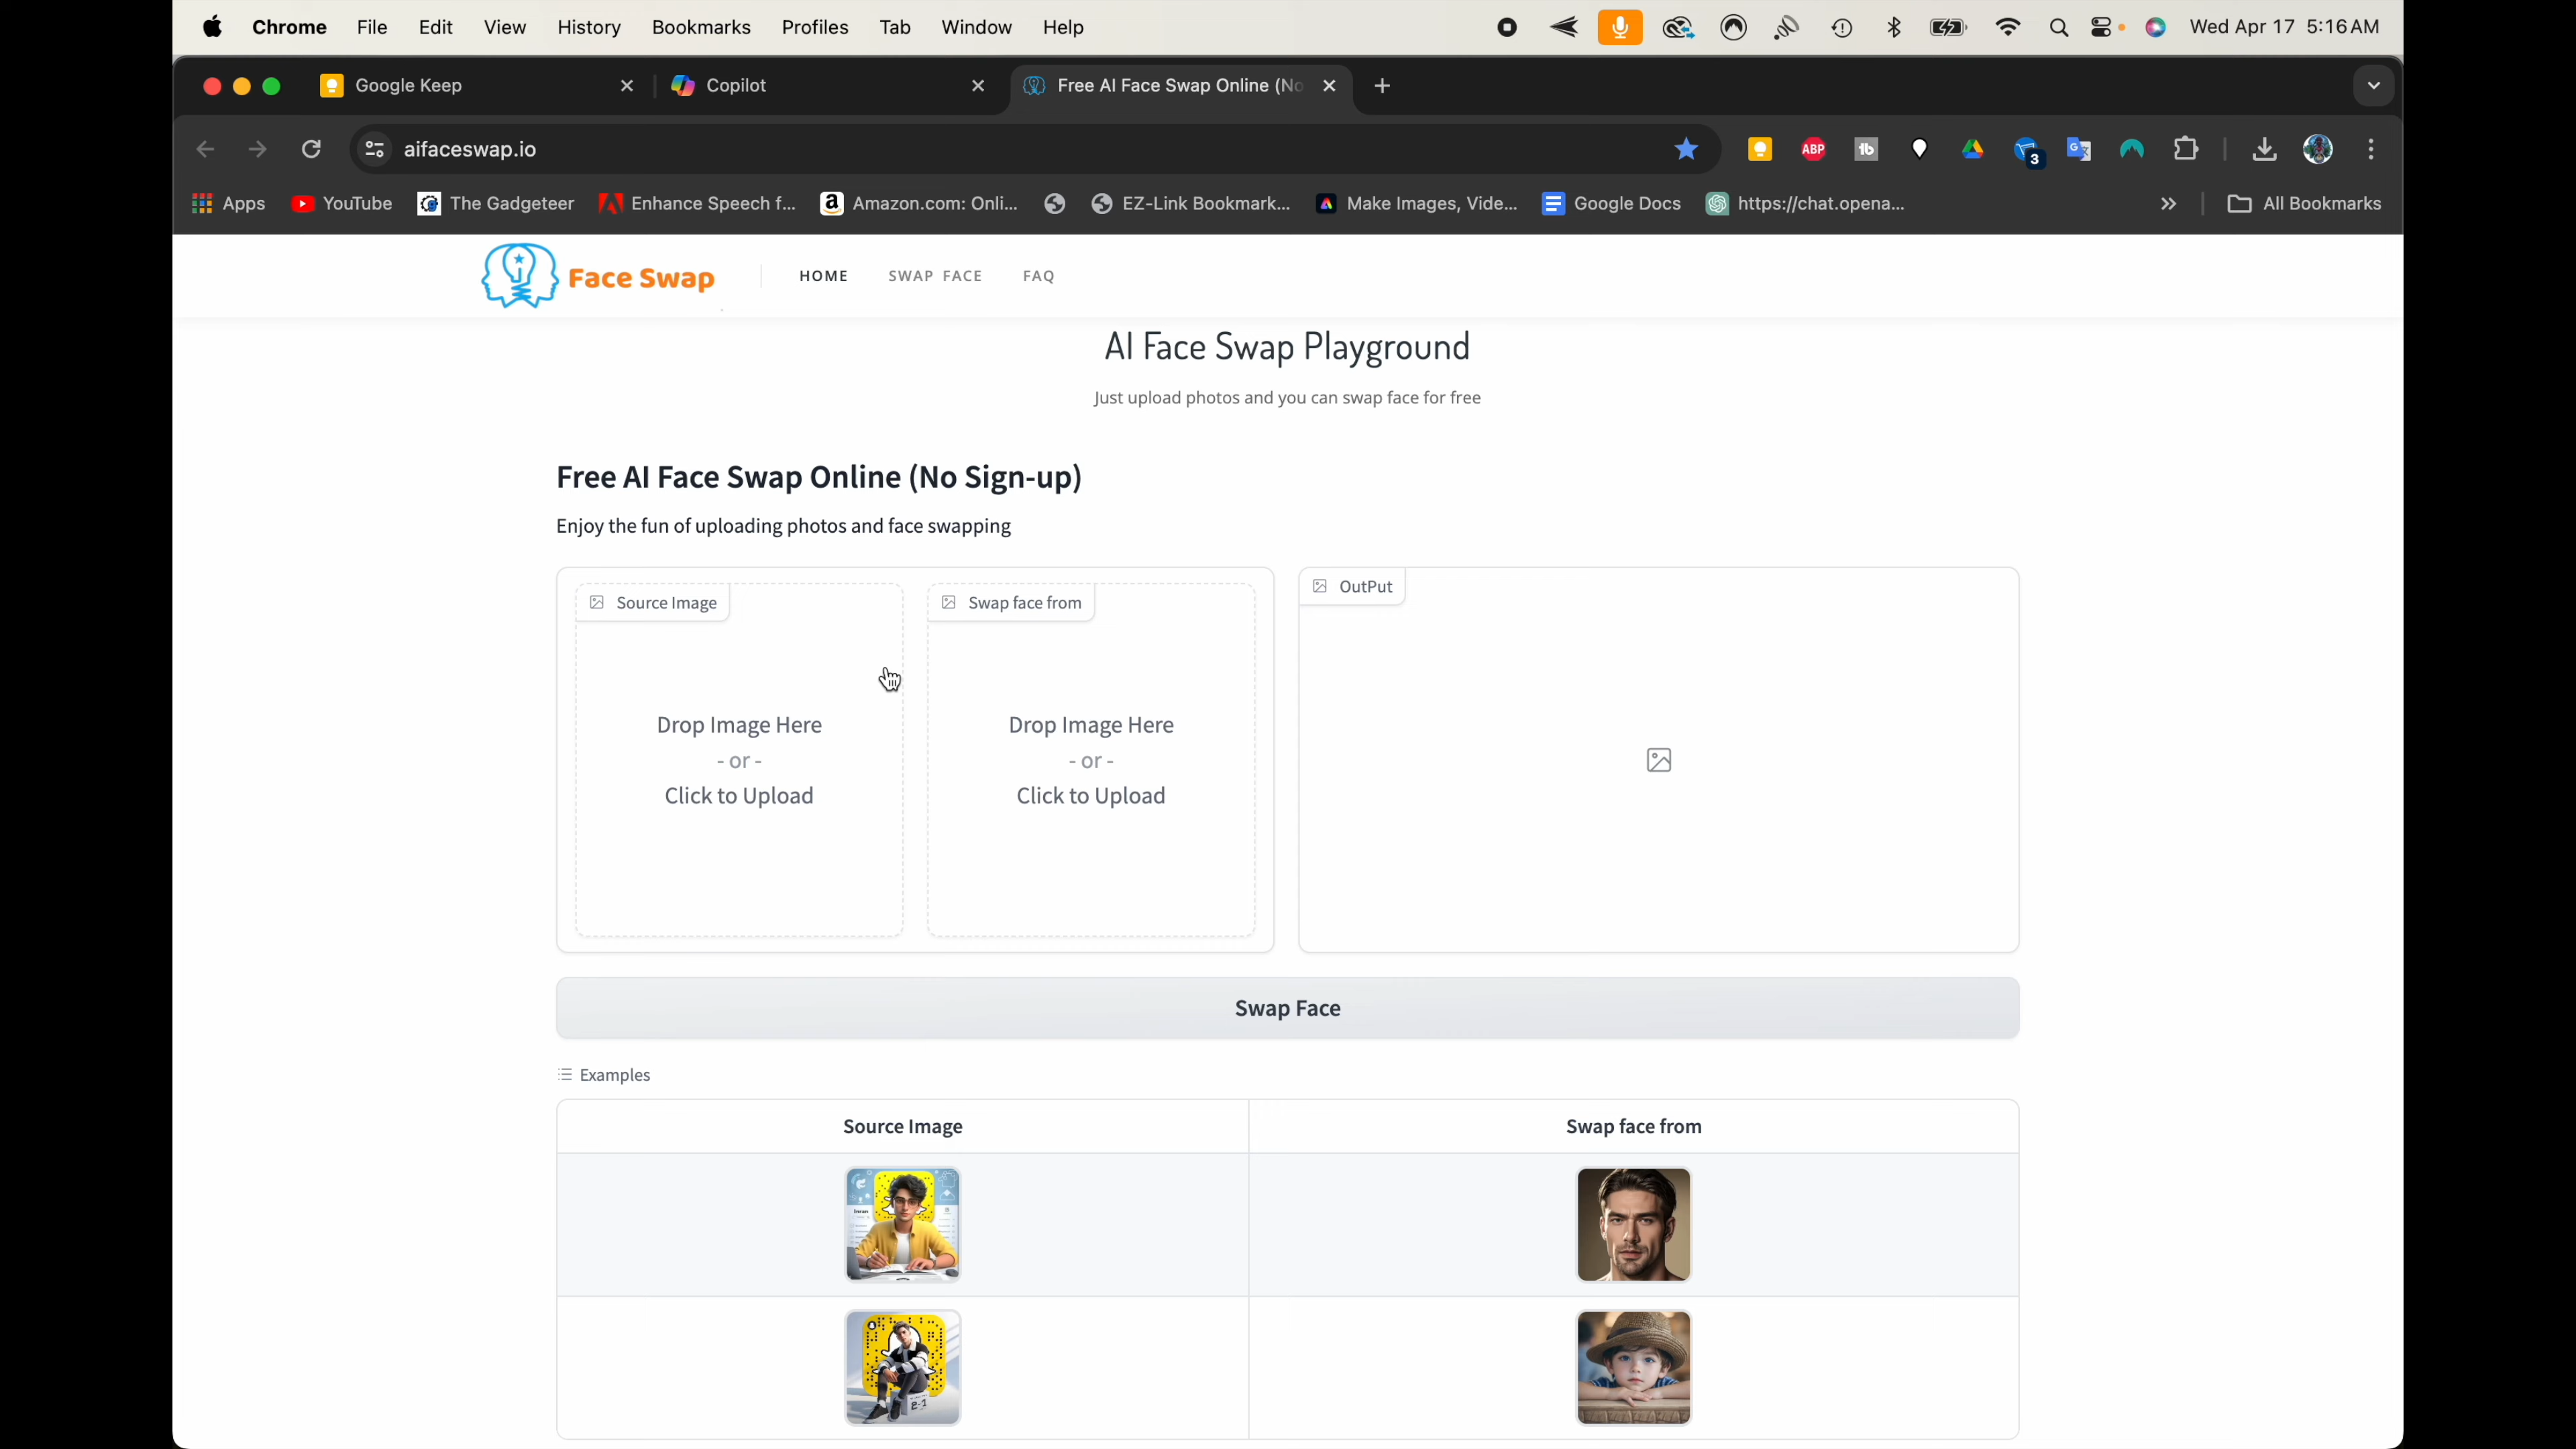 Chrome File Edit View History Bookmarks Profiles Tab Window Help Wed Apr 17 5:16 AM
Google Keep Copilot Free AI Face Swap Online (No
aifaceswap.io ABP tb 3
Apps YouTube The Gadgeteer Enhance Speech f... Amazon.com: Onli... EZ-Link Bookmark... Make Images, Vide... Google Docs https://chat.opena... All Bookmarks
Face Swap HOME SWAP FACE FAQ
AI Face Swap Playground
Just upload photos and you can swap face for free
Free AI Face Swap Online (No Sign-up)
Enjoy the fun of uploading photos and face swapping
Source Image Swap face from OutPut
Drop Image Here Drop Image Here
- or - - or -
Click to Upload Click to Upload
Swap Face
Examples
Source Image Swap face from